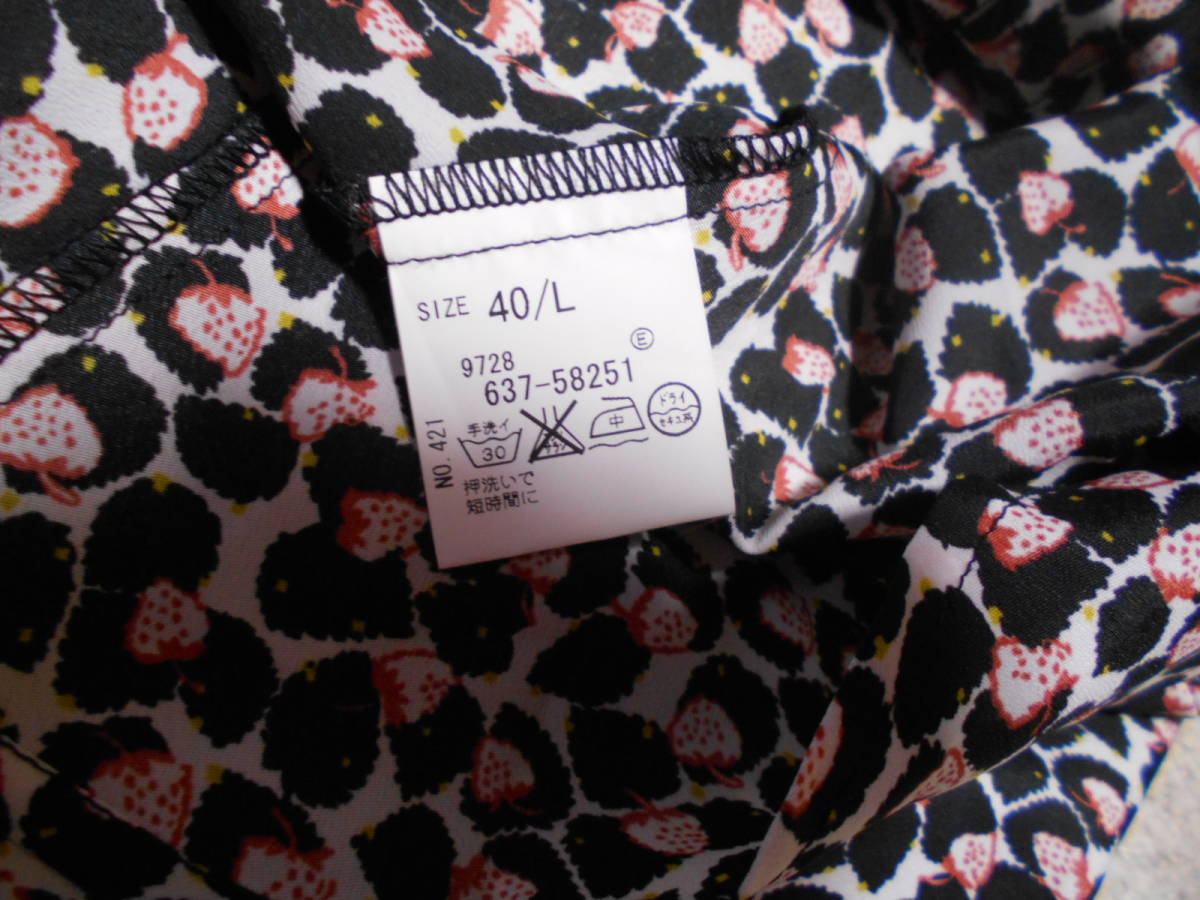 SIZE 40/L
E
9728
637-58251
NO. 421
手洗イ
30
中
ドライ
セキユ系
押洗いで
短時間に